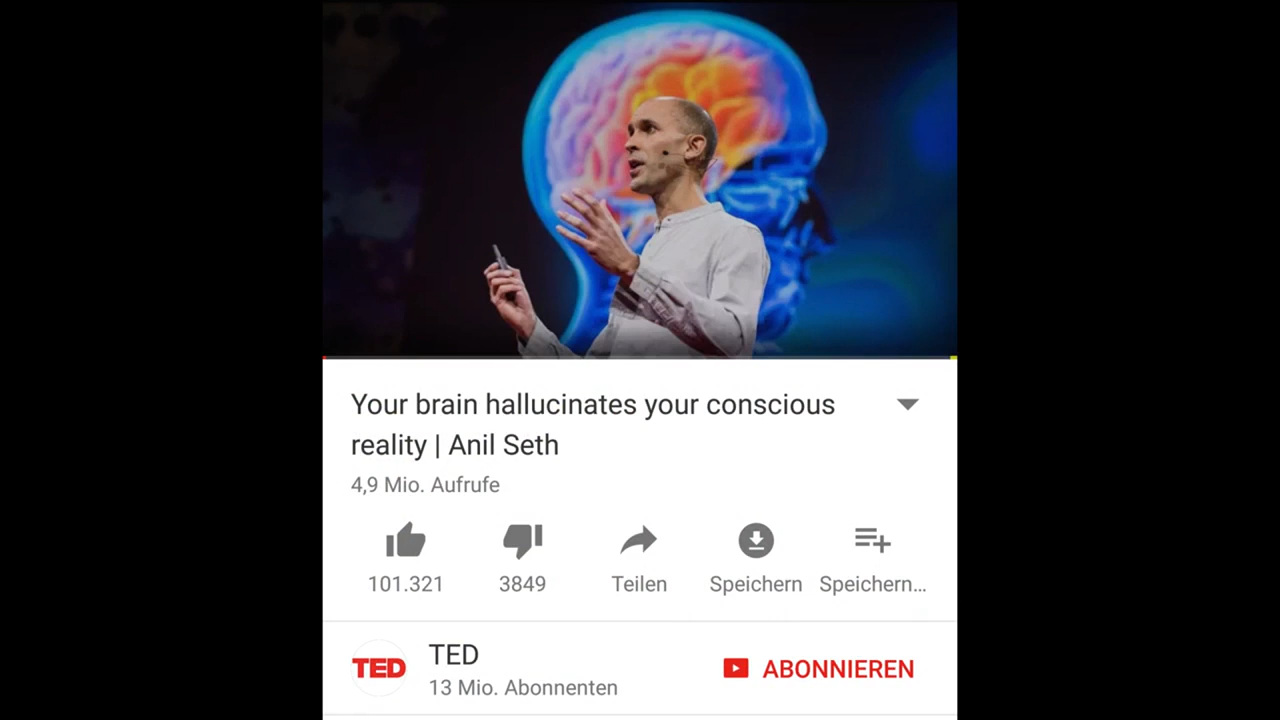 Your brain hallucinates your conscious
reality | Anil Seth
4,9 Mio. Aufrufe
101.321
3849
Teilen
Speichern
Speichern...
TED
TED
13 Mio. Abonnenten
ABONNIEREN